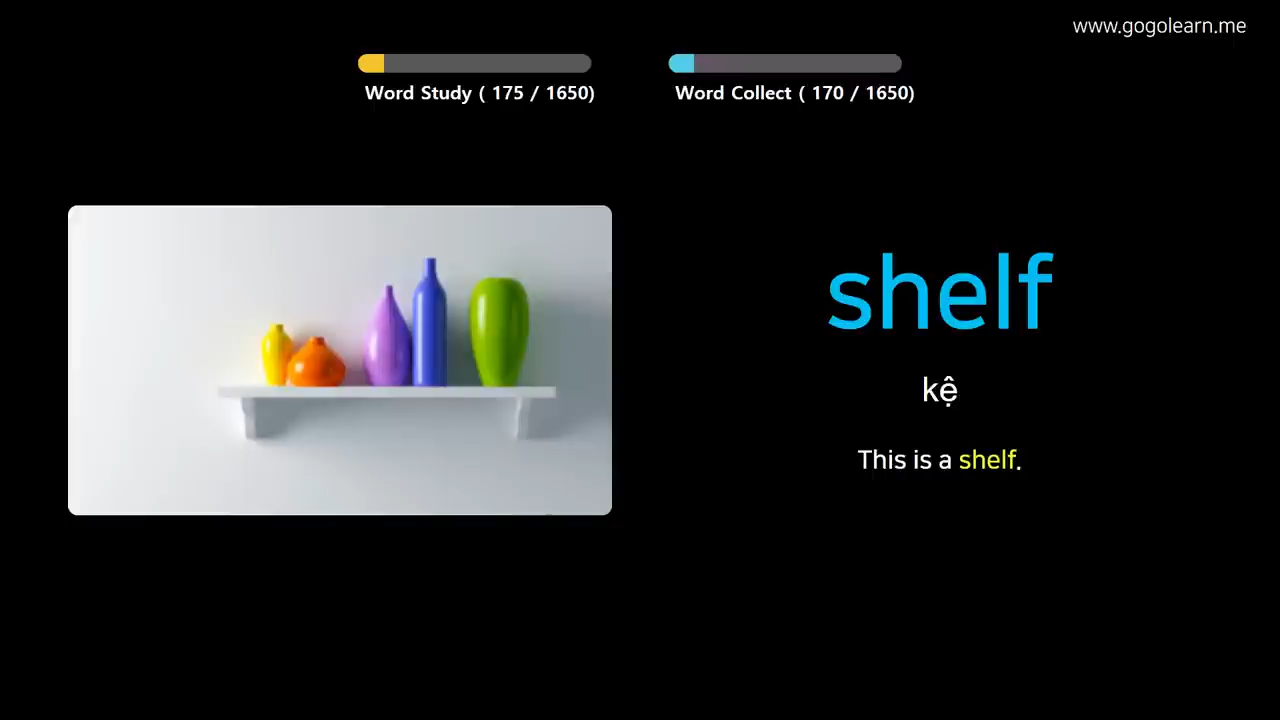 www.gogolearn.me
Word Study ( 175 / 1650)
Word Collect ( 170 / 1650)
shelf
kệ
This is a shelf.